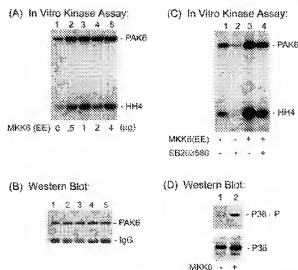 (A) In Vitro Kinase Assay:
1 2 3 4 5
- PAK6
- HH4
MKK6 (EE) 0 .5 1 2 4 (µg)
(B) Western Blot:
1 2 3 4 5
- PAK6
- IgG
(C) In Vitro Kinase Assay:
1 2 3 4
- PAK6
- HH4
MKK6(EE) - - + +
SB203580 - + - +
(D) Western Blot:
1 2
- P38 - P
- P38
MKK6 - +